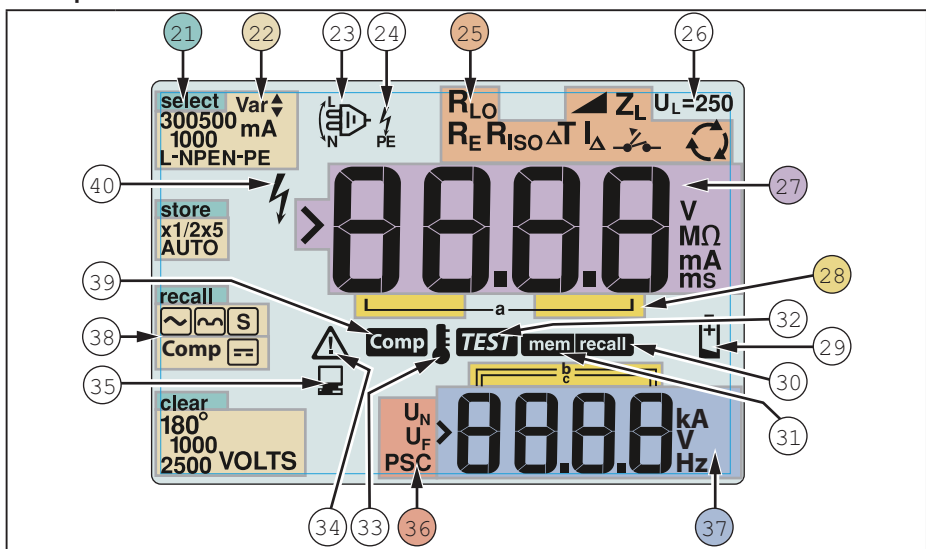 21 22 23 24 25 26
select Var mA
300500
1000
L-NPEN-PE
L N PE
RLO ZL UL=250
RE RISO ΔT IΔ
40
27
> 8888
V
MΩ
mA
ms
store
x1/2x5
AUTO
39
a
28
32
recall
S
Comp
38
Comp TEST mem recall
29
30
35
b
c
31
clear
180°
1000
2500 VOLTS
UN
UF
PSC
> 8888
kA
V
Hz
34 33 36 37